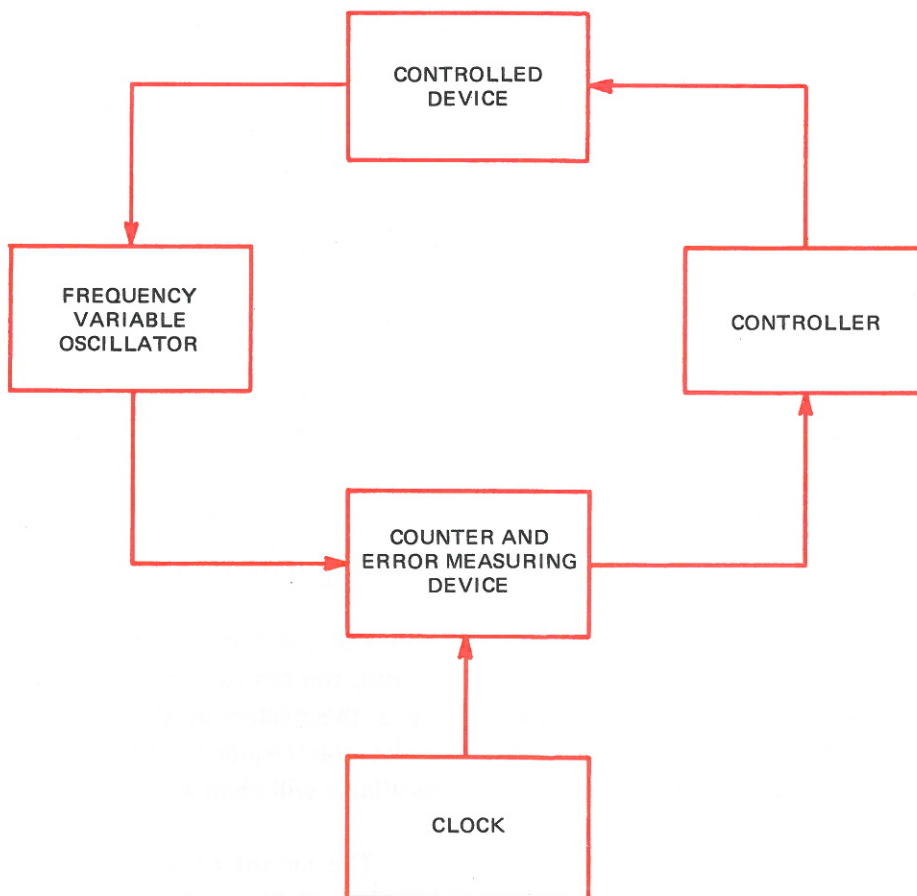 CONTROLLED
DEVICE
FREQUENCY
VARIABLE
OSCILLATOR
CONTROLLER
COUNTER AND
ERROR MEASURING
DEVICE
CLOCK